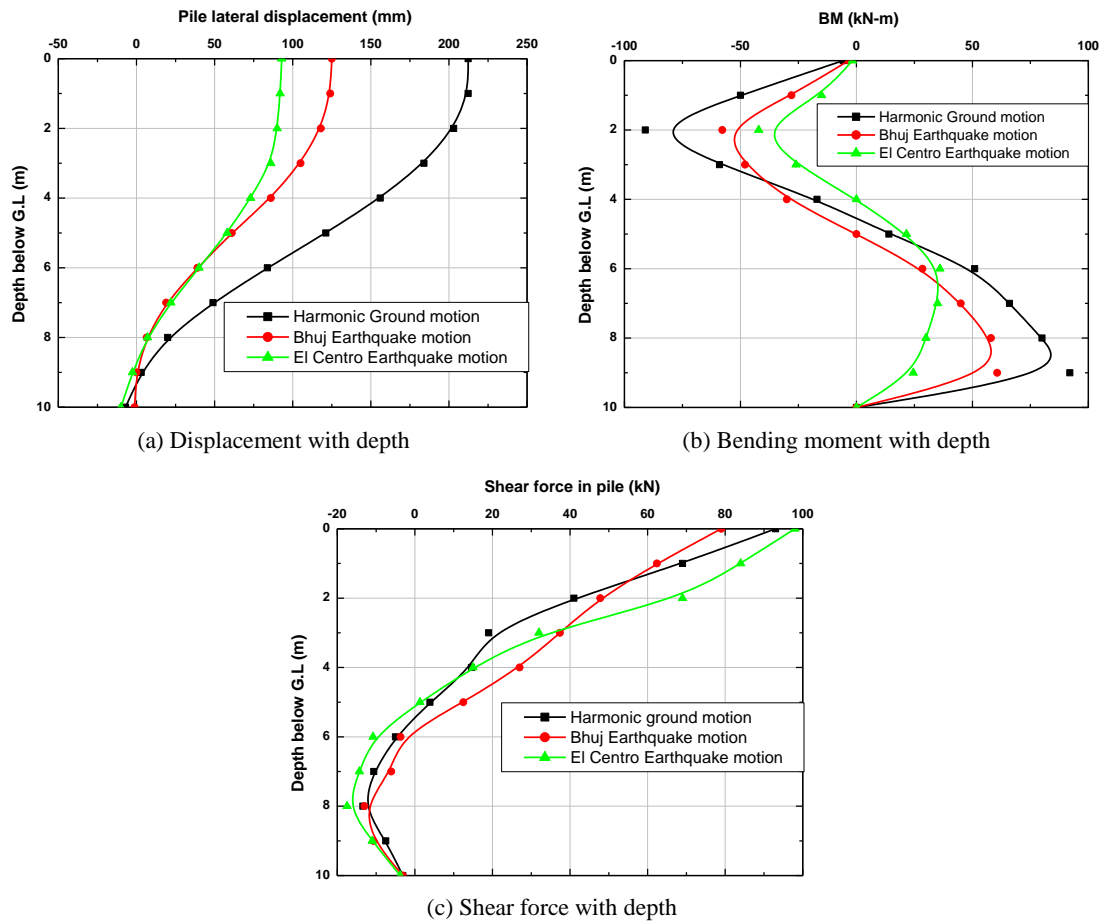 Pile lateral displacement (mm)
-50 0 50 100 150 200 250
0
2
4
6
8
10
Depth below G.L (m)
Harmonic Ground motion
Bhuj Earthquake motion
El Centro Earthquake motion
(a) Displacement with depth
BM (kN-m)
-100 -50 0 50 100
0
2
4
6
8
10
Depth below G.L (m)
Harmonic Ground motion
Bhuj Earthquake motion
El Centro Earthquake motion
(b) Bending moment with depth
Shear force in pile (kN)
-20 0 20 40 60 80 100
0
2
4
6
8
10
Depth below G.L (m)
Harmonic ground motion
Bhuj Earthquake motion
El Centro Earthquake motion
(c) Shear force with depth